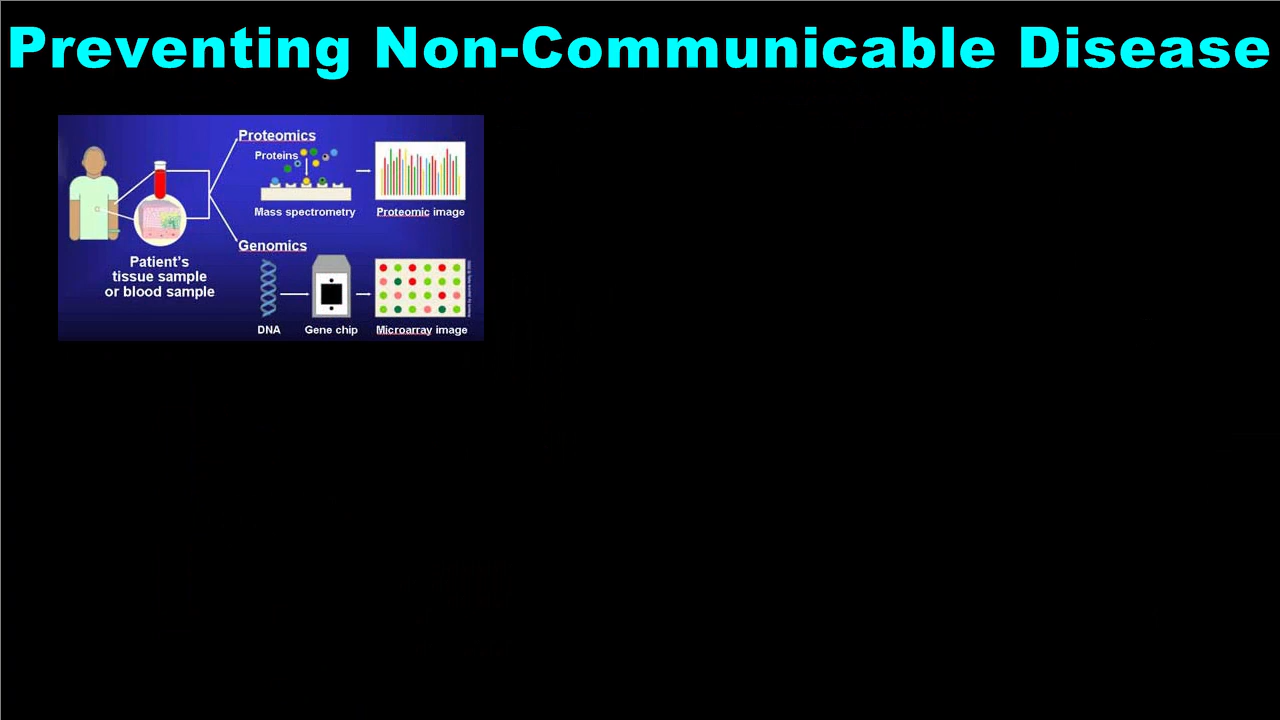 Preventing Non-Communicable Disease
Proteomics
Proteins
Mass spectrometry
Proteomic image
Patient's
tissue sample
or blood sample
Genomics
DNA
Gene chip
Microarray image